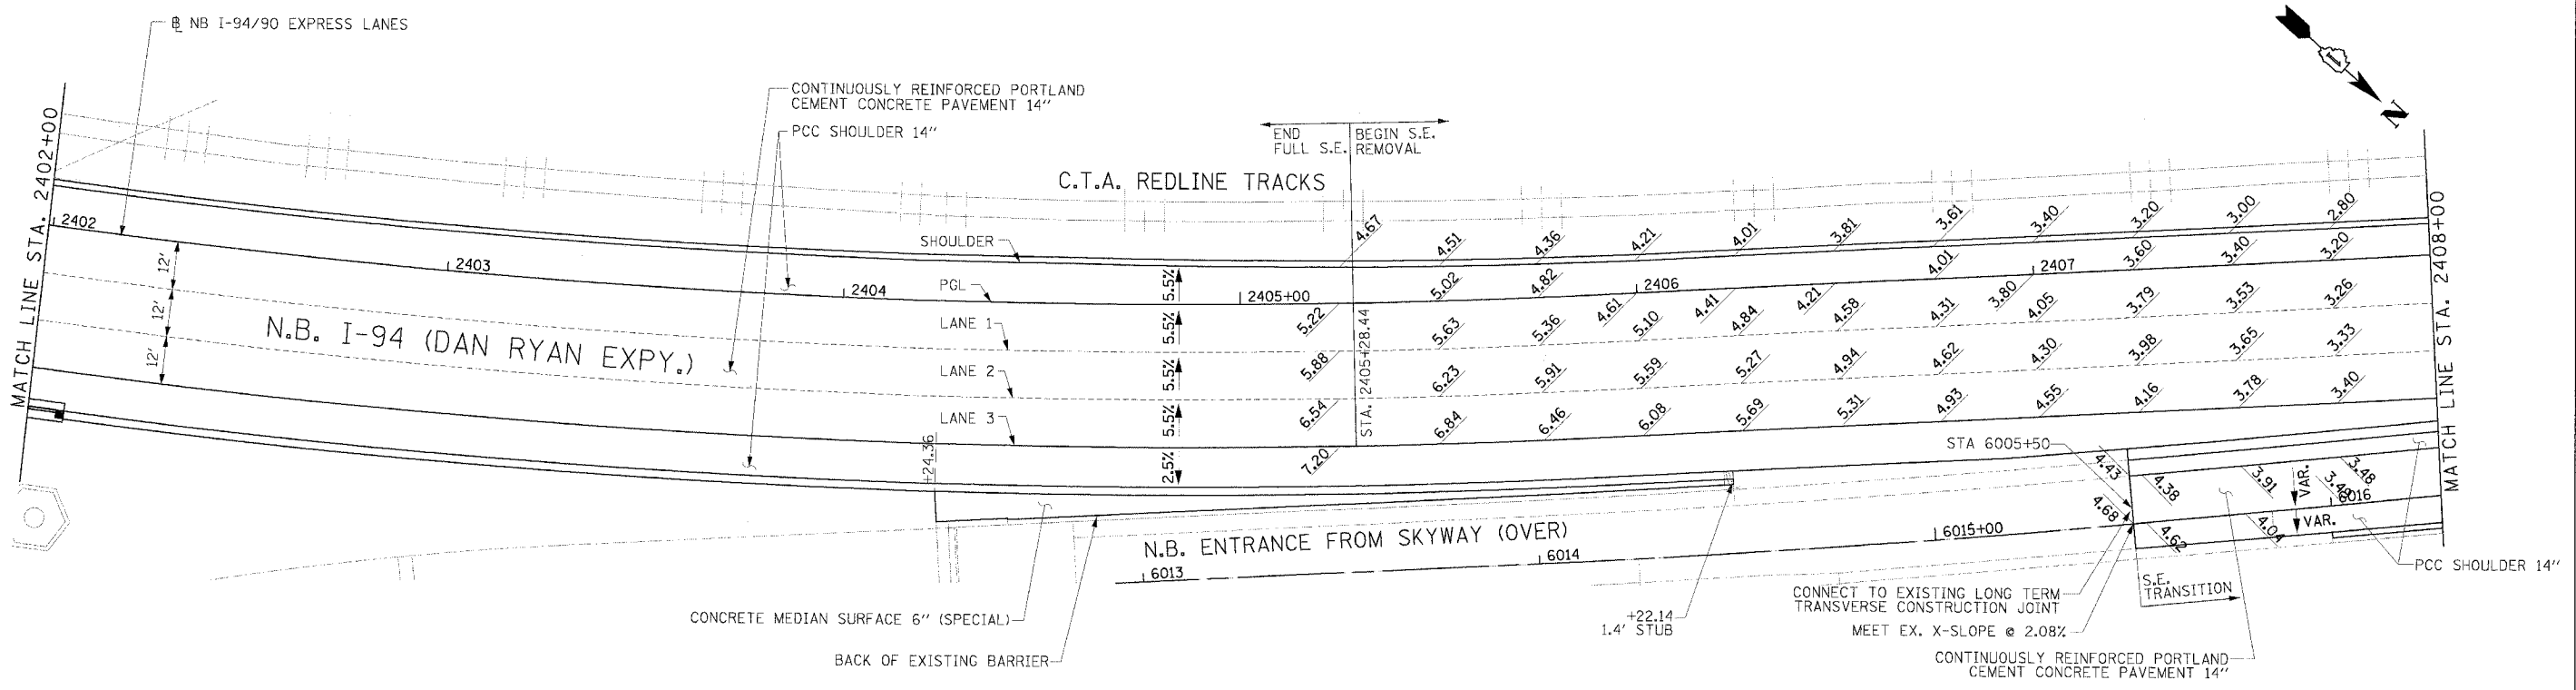 ℄ NB I-94/90 EXPRESS LANES
CONTINUOUSLY REINFORCED PORTLAND
CEMENT CONCRETE PAVEMENT 14"
PCC SHOULDER 14"
N
END
FULL S.E.
BEGIN S.E.
REMOVAL
C.T.A. REDLINE TRACKS
MATCH LINE STA. 2402+00
MATCH LINE STA. 2408+00
SHOULDER
4.67
4.51
4.36
4.21
4.01
3.81
3.61
3.40
3.20
3.00
2.80
2402
2403
2404
2405+00
2406
2407
PGL
5.22
5.02
4.82
4.61
4.41
4.21
4.01
3.80
3.60
3.40
3.20
12'
12'
12'
5.5%
5.5%
5.5%
5.5%
2.5%
N.B. I-94 (DAN RYAN EXPY.)
LANE 1
5.88
5.63
5.36
5.10
4.84
4.58
4.31
4.05
3.79
3.53
3.26
LANE 2
6.54
6.23
5.91
5.59
5.27
4.94
4.62
4.30
3.98
3.65
3.33
LANE 3
7.20
6.84
6.46
6.08
5.69
5.31
4.93
4.55
4.16
3.78
3.40
STA. 2405+28.44
+24.36
STA 6005+50
4.43
4.38
3.91
3.48
VAR.
3.49
6016
4.68
4.62
4.04
VAR.
N.B. ENTRANCE FROM SKYWAY (OVER)
6013
6014
6015+00
S.E.
TRANSITION
PCC SHOULDER 14"
CONNECT TO EXISTING LONG TERM
TRANSVERSE CONSTRUCTION JOINT
MEET EX. X-SLOPE @ 2.08%
CONTINUOUSLY REINFORCED PORTLAND
CEMENT CONCRETE PAVEMENT 14"
+22.14
1.4' STUB
CONCRETE MEDIAN SURFACE 6" (SPECIAL)
BACK OF EXISTING BARRIER